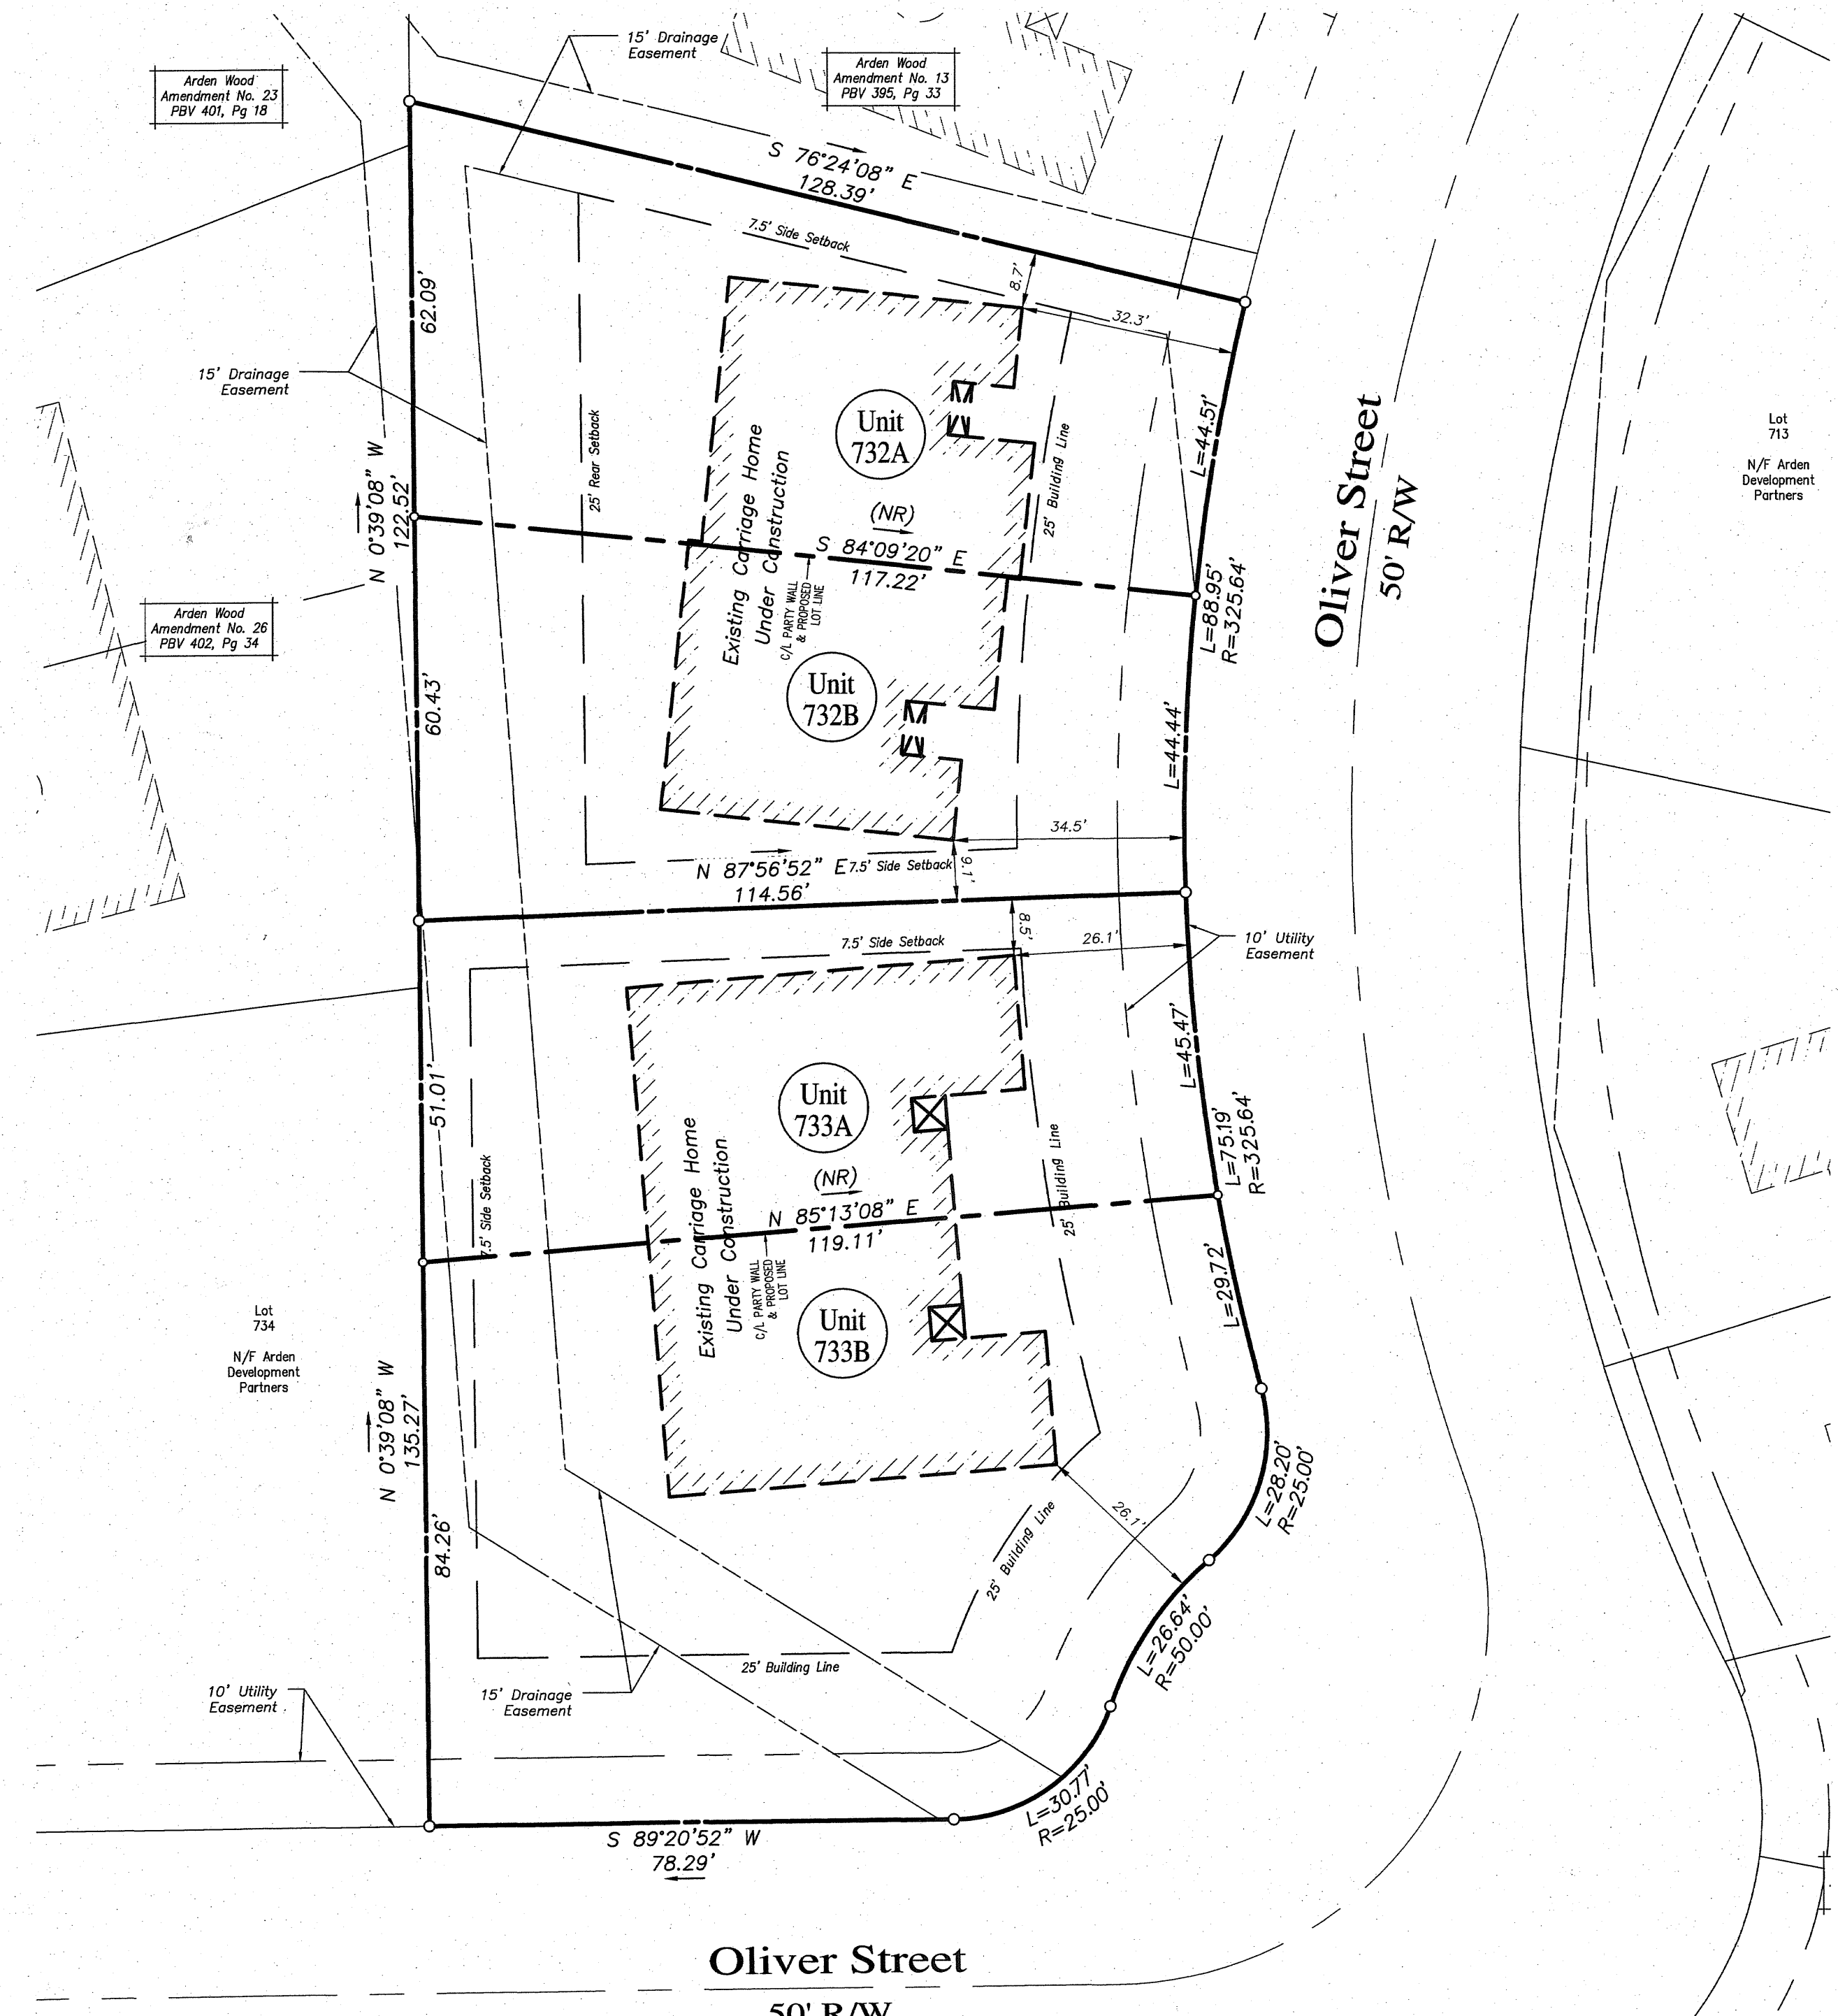 15' Drainage
Easement
Arden Wood
Amendment No. 23
PBV 401, Pg 18
Arden Wood
Amendment No. 13
PBV 395, Pg 33
S 76°24'08" E
128.39'
7.5' Side Setback
8.7'
32.3'
62.09'
15' Drainage
Easement
25' Rear Setback
Unit
732A
25' Building Line
L=44.51'
Oliver Street
50' R/W
Lot
713
N/F Arden
Development
Partners
N 0°39'08" W
122.52'
Existing Carriage Home
Under Construction
(NR)
S 84°09'20" E
117.22'
C/L PARTY WALL
& PROPOSED
LOT LINE
L=88.95'
R=325.64'
Arden Wood
Amendment No. 26
PBV 402, Pg 34
60.43'
Unit
732B
L=44.44'
34.5'
N 87°56'52" E
7.5' Side Setback
9.1'
114.56'
8.5'
7.5' Side Setback
26.1'
10' Utility
Easement
L=45.47'
51.01'
Unit
733A
7.5' Side Setback
Existing Carriage Home
Under Construction
(NR)
N 85°13'08" E
119.11'
C/L PARTY WALL
& PROPOSED
LOT LINE
25' Building Line
L=75.19'
R=325.64'
L=29.72'
Lot
734
N/F Arden
Development
Partners
Unit
733B
N 0°39'08" W
135.27'
84.26'
26.1'
L=28.20'
R=25.00'
25' Building Line
L=26.64'
R=50.00'
25' Building Line
10' Utility
Easement
15' Drainage
Easement
L=30.77'
R=25.00'
S 89°20'52" W
78.29'
Oliver Street
50' R/W